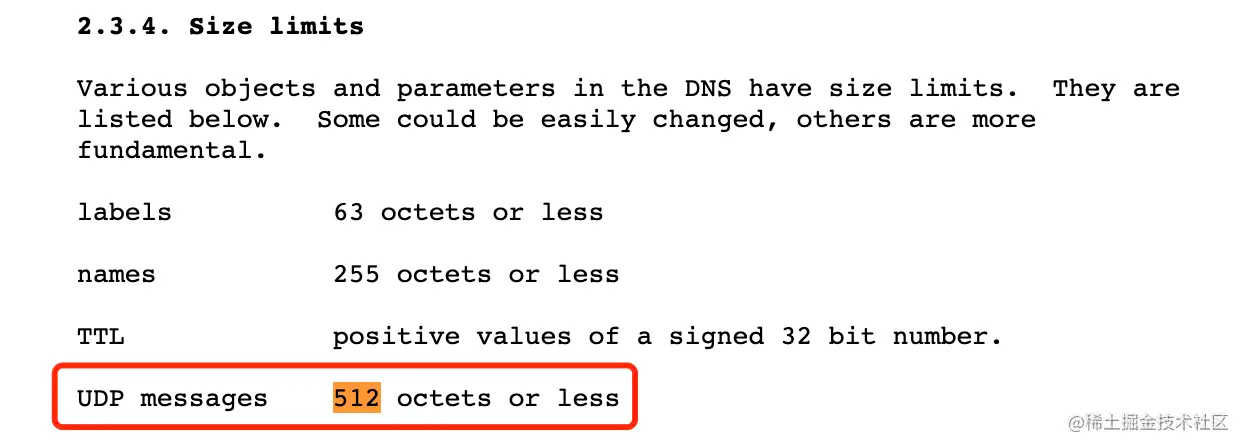 2.3.4. Size limits
Various objects and parameters in the DNS have size limits.  They are
listed below.  Some could be easily changed, others are more
fundamental.
labels          63 octets or less
names           255 octets or less
TTL             positive values of a signed 32 bit number.
UDP messages    512 octets or less
@稀土掘金技术社区